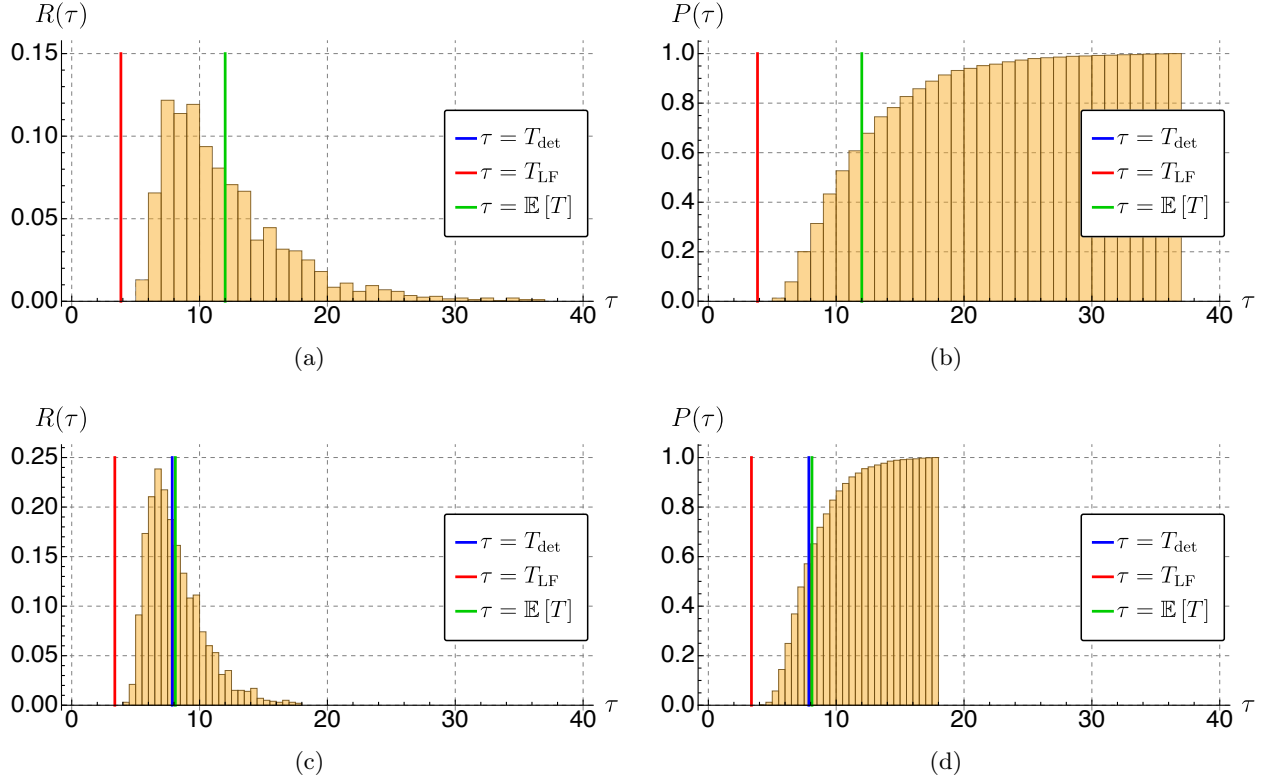 R(τ)
0.15
0.10
0.05
0.00
0 10 20 30 40 τ
τ = T_det
τ = T_LF
τ = 𝔼 [T]
(a)
P(τ)
1.0
0.8
0.6
0.4
0.2
0.0
0 10 20 30 40 τ
τ = T_det
τ = T_LF
τ = 𝔼 [T]
(b)
R(τ)
0.25
0.20
0.15
0.10
0.05
0.00
0 10 20 30 40 τ
τ = T_det
τ = T_LF
τ = 𝔼 [T]
(c)
P(τ)
1.0
0.8
0.6
0.4
0.2
0.0
0 10 20 30 40 τ
τ = T_det
τ = T_LF
τ = 𝔼 [T]
(d)